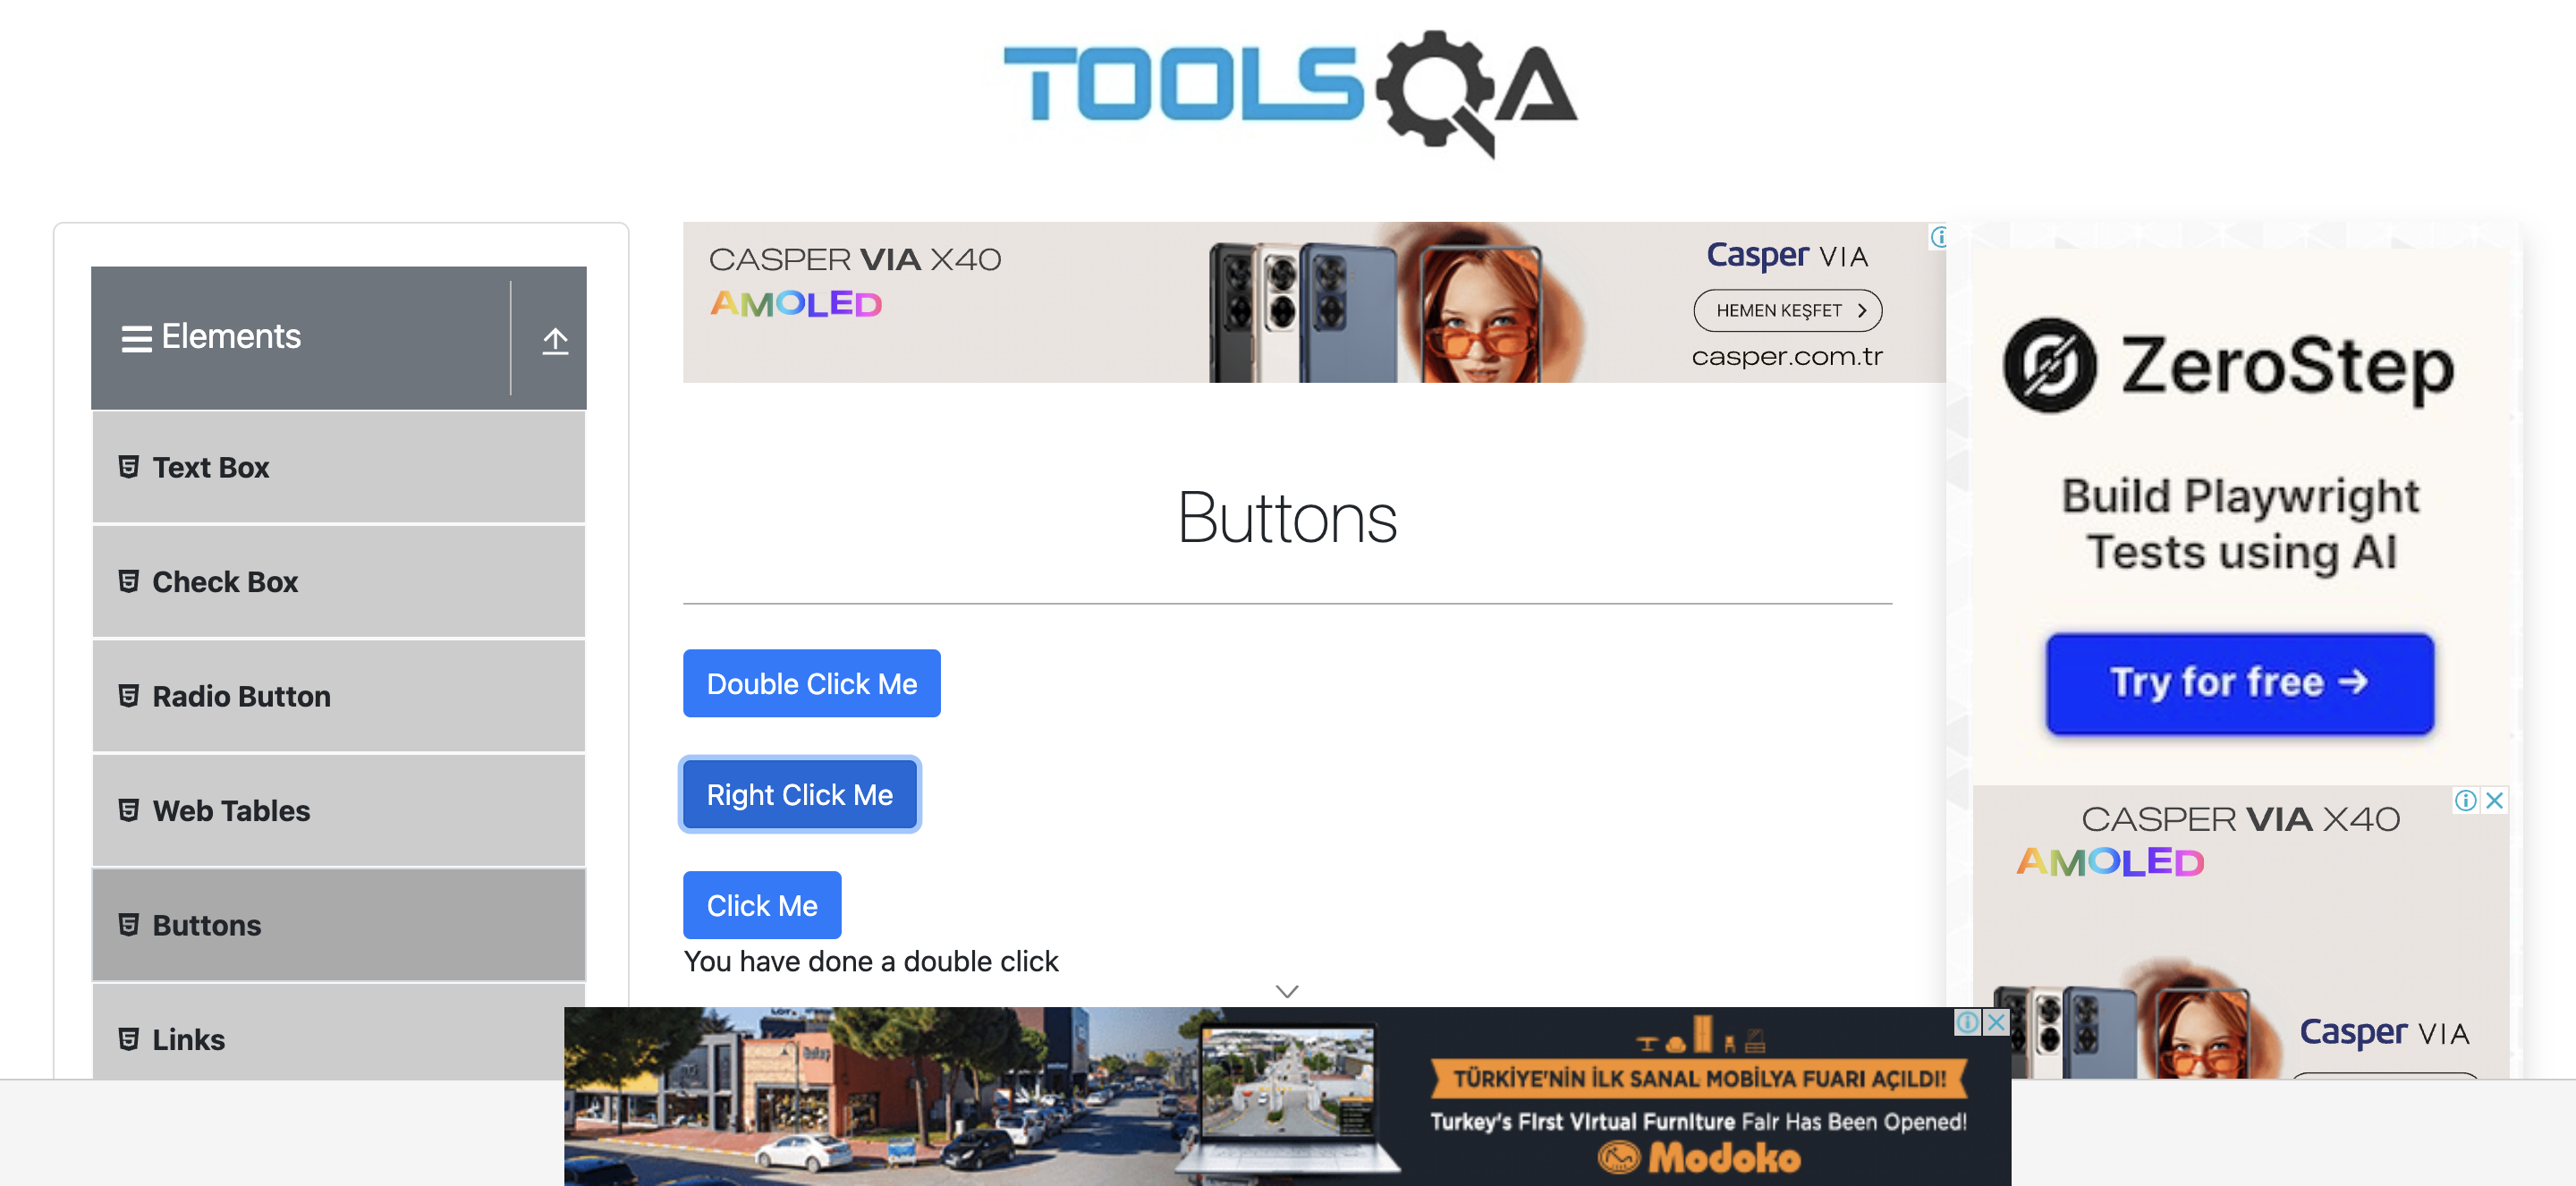 TOOLSQA
Elements
Text Box
Check Box
Radio Button
Web Tables
Buttons
Links
CASPER VIA X40
AMOLED
Casper VIA
HEMEN KEŞFET
casper.com.tr
Buttons
Double Click Me
Right Click Me
Click Me
You have done a double click
ZeroStep
Build Playwright
Tests using AI
Try for free →
CASPER VIA X40
AMOLED
Casper VIA
TÜRKİYE'NİN İLK SANAL MOBİLYA FUARI AÇILDI!
Turkey's First Virtual Furniture Fair Has Been Opened!
Modoko